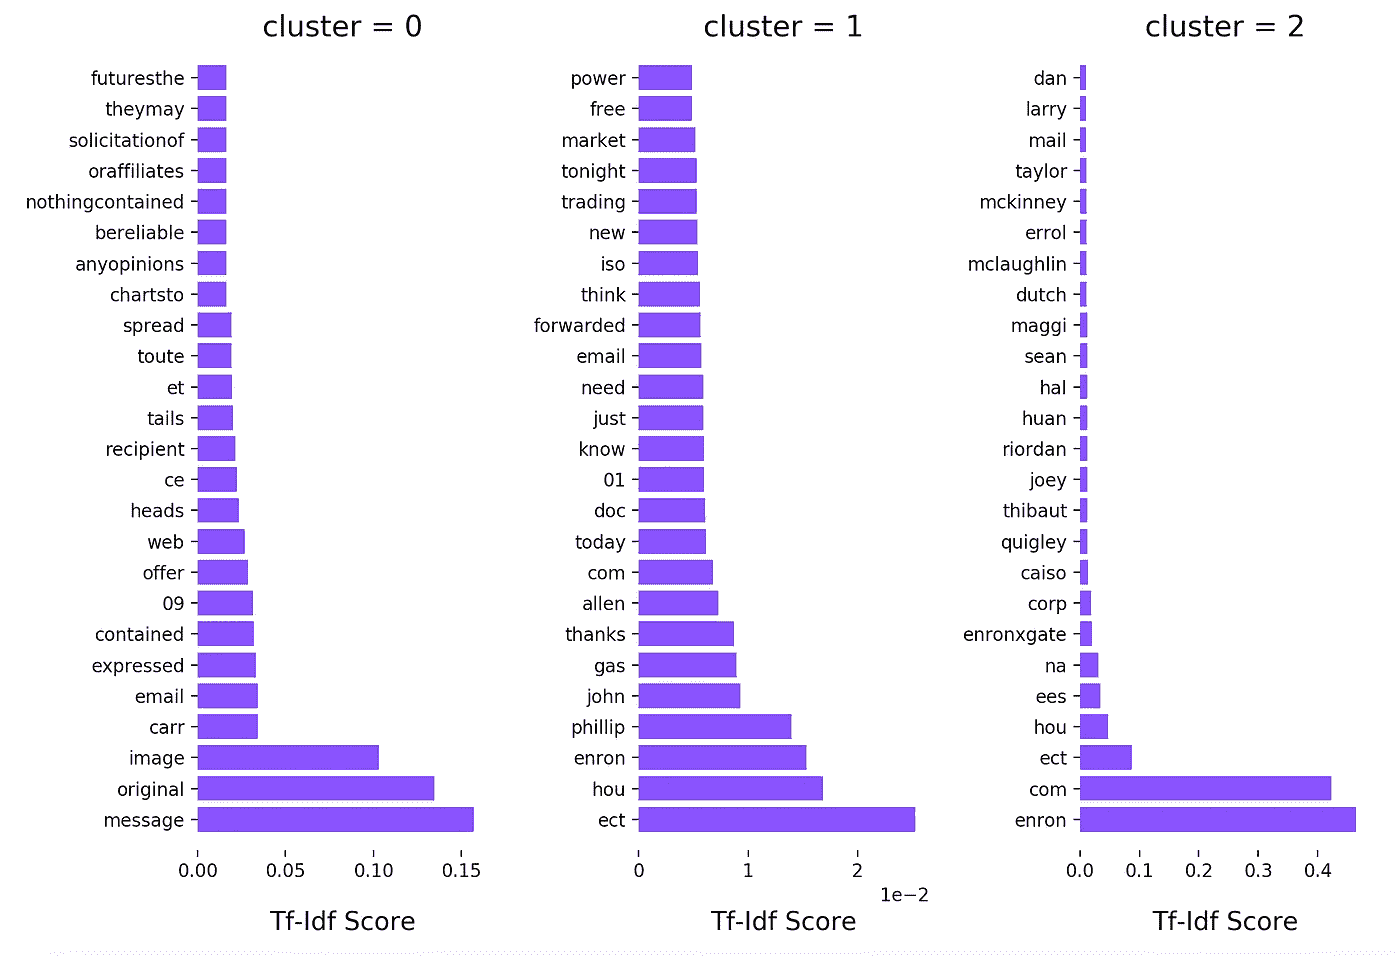 cluster = 0
futuresthe
theymay
solicitationof
oraffiliates
nothingcontained
bereliable
anyopinions
chartsto
spread
toute
et
tails
recipient
ce
heads
web
offer
09
contained
expressed
email
carr
image
original
message
0.00 0.05 0.10 0.15
Tf-Idf Score
cluster = 1
power
free
market
tonight
trading
new
iso
think
forwarded
email
need
just
know
01
doc
today
com
allen
thanks
gas
john
phillip
enron
hou
ect
0 1 2
1e−2
Tf-Idf Score
cluster = 2
dan
larry
mail
taylor
mckinney
errol
mclaughlin
dutch
maggi
sean
hal
huan
riordan
joey
thibaut
quigley
caiso
corp
enronxgate
na
ees
hou
ect
com
enron
0.0 0.1 0.2 0.3 0.4
Tf-Idf Score